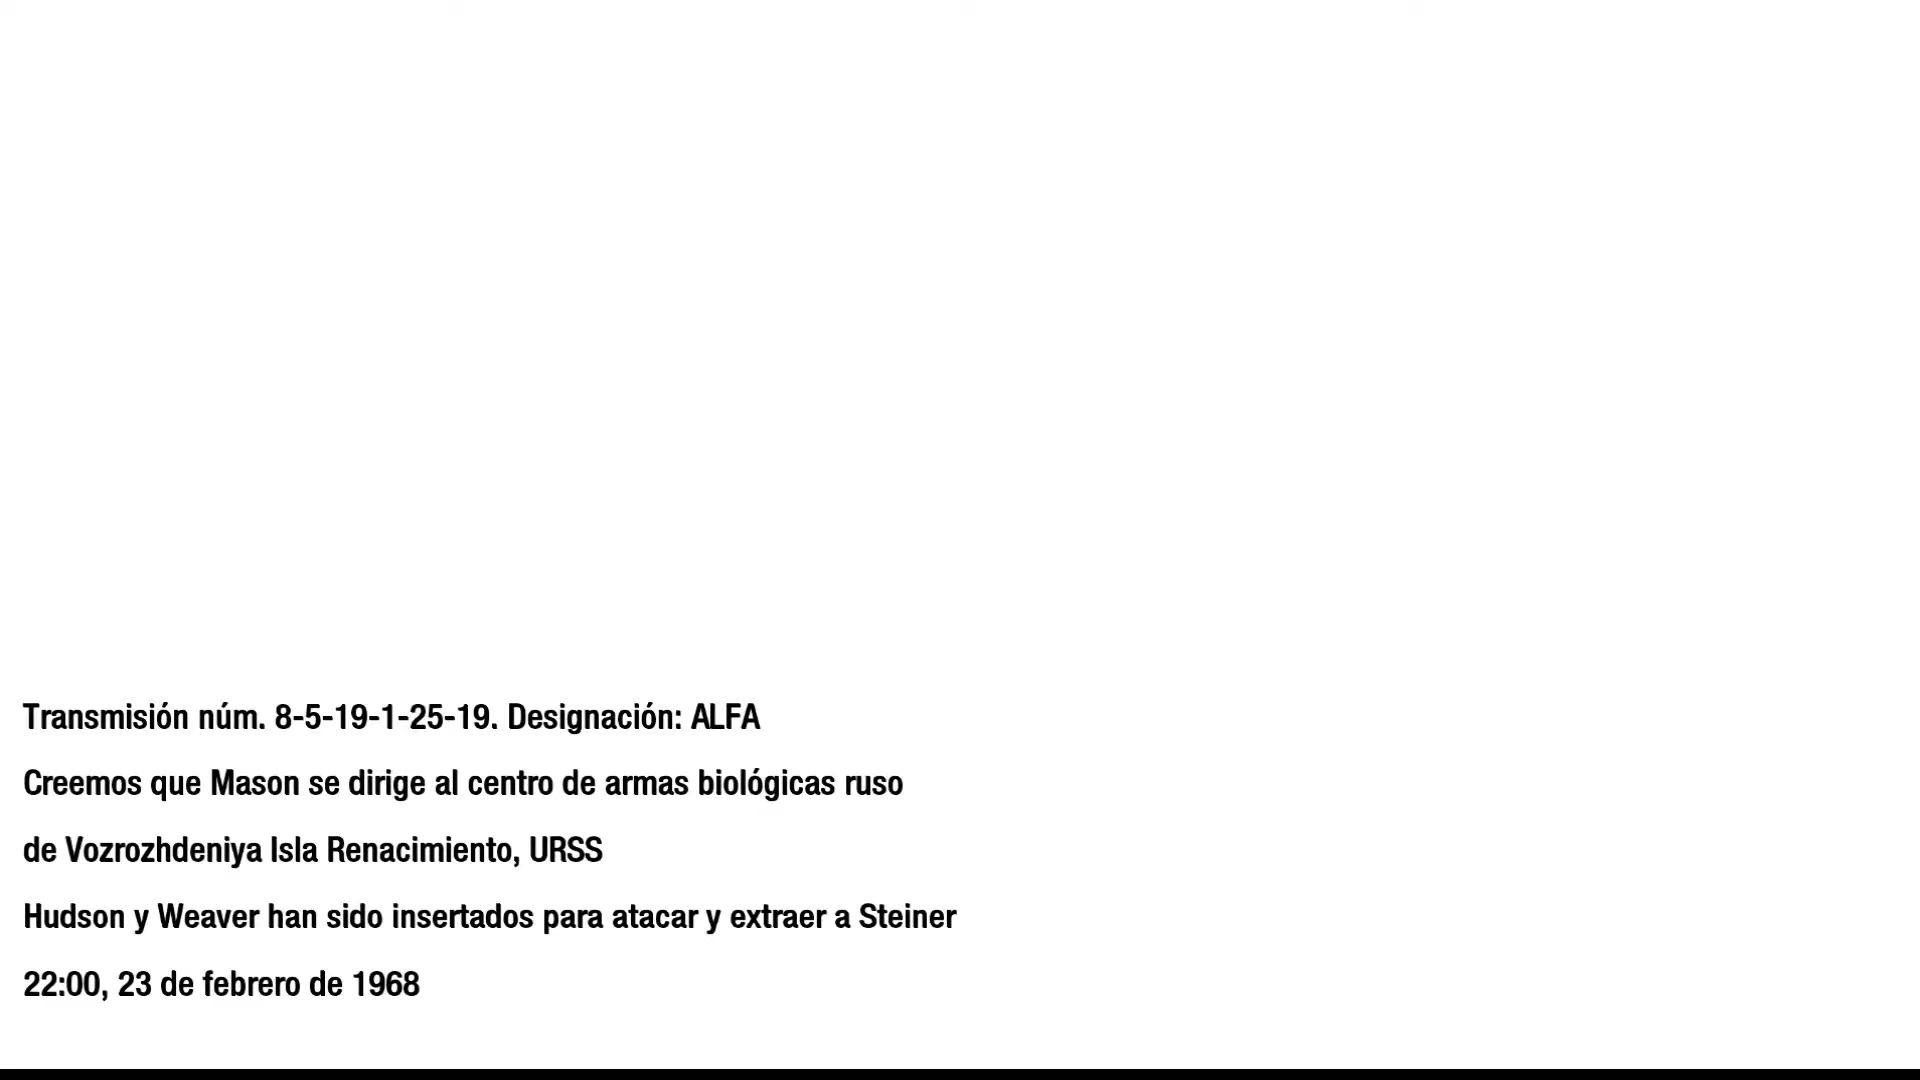 Transmisión núm. 8-5-19-1-25-19. Designación: ALFA
Creemos que Mason se dirige al centro de armas biológicas ruso
de Vozrozhdeniya Isla Renacimiento, URSS
Hudson y Weaver han sido insertados para atacar y extraer a Steiner
22:00, 23 de febrero de 1968